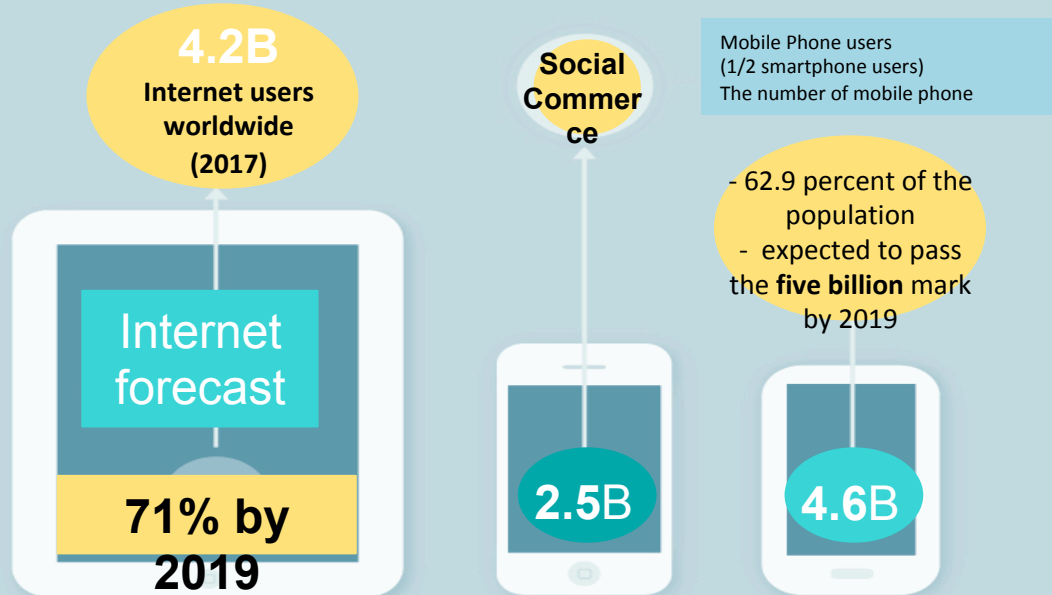 4.2B
Internet users
worldwide
(2017)
Internet
forecast
71% by
2019
Social
Commer
ce
2.5B
Mobile Phone users
(1/2 smartphone users)
The number of mobile phone
- 62.9 percent of the
population
- expected to pass
the five billion mark
by 2019
4.6B